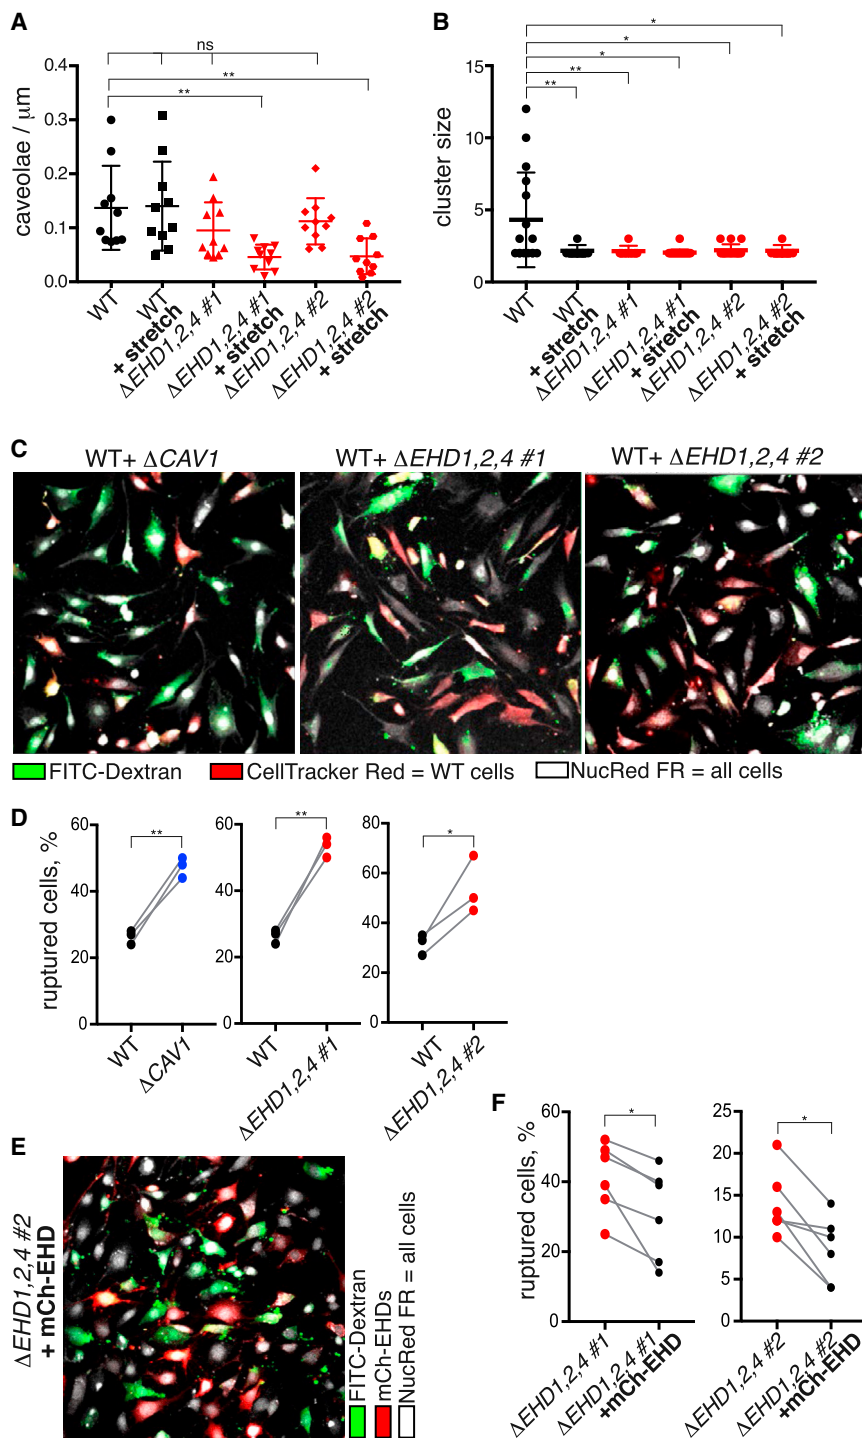 A
ns
**
**
caveolae / μm
0.4
0.3
0.2
0.1
0.0
WT
WT
+ stretch
ΔEHD1,2,4 #1
ΔEHD1,2,4 #1
+ stretch
ΔEHD1,2,4 #2
ΔEHD1,2,4 #2
+ stretch
B
*
*
*
**
**
cluster size
15
10
5
0
WT
WT
+ stretch
ΔEHD1,2,4 #1
ΔEHD1,2,4 #1
+ stretch
ΔEHD1,2,4 #2
ΔEHD1,2,4 #2
+ stretch
C
WT+ ΔCAV1
WT+ ΔEHD1,2,4 #1
WT+ ΔEHD1,2,4 #2
FITC-Dextran
CellTracker Red = WT cells
NucRed FR = all cells
D
ruptured cells, %
60
40
20
0
**
WT
ΔCAV1
60
40
20
0
**
WT
ΔEHD1,2,4 #1
80
60
40
20
0
*
WT
ΔEHD1,2,4 #2
E
ΔEHD1,2,4 #2
+ mCh-EHD
FITC-Dextran
mCh-EHDs
NucRed FR = all cells
F
ruptured cells, %
60
40
20
0
*
ΔEHD1,2,4 #1
ΔEHD1,2,4 #1
+mCh-EHD
25
20
15
10
5
0
*
ΔEHD1,2,4 #2
ΔEHD1,2,4 #2
+mCh-EHD